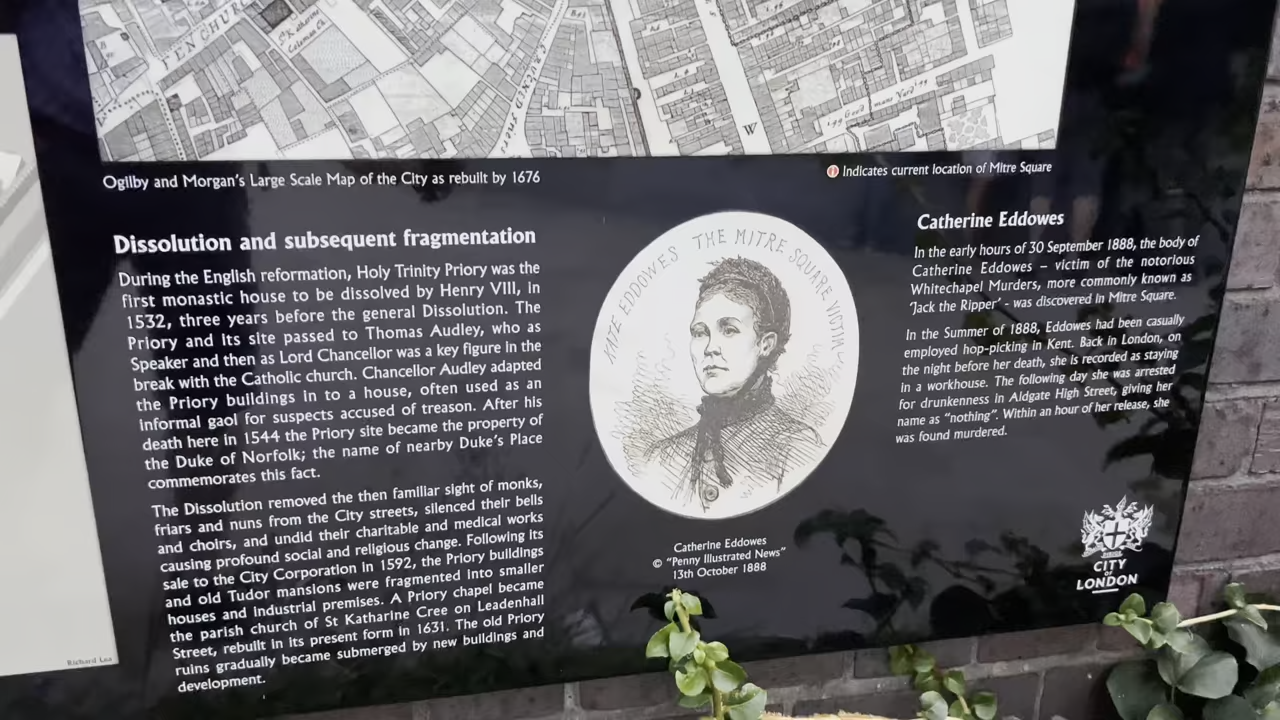 FENCHURCH
St Katherine
Coleman Ch
W
Ogilby and Morgan's Large Scale Map of the City as rebuilt by 1676
Indicates current location of Mitre Square
Dissolution and subsequent fragmentation
During the English reformation, Holy Trinity Priory was the
first monastic house to be dissolved by Henry VIII, in
1532, three years before the general Dissolution. The
Priory and its site passed to Thomas Audley, who as
Speaker and then as Lord Chancellor was a key figure in the
break with the Catholic church. Chancellor Audley adapted
the Priory buildings in to a house, often used as an
informal gaol for suspects accused of treason. After his
death here in 1544 the Priory site became the property of
the Duke of Norfolk; the name of nearby Duke's Place
commemorates this fact.
The Dissolution removed the then familiar sight of monks,
friars and nuns from the City streets, silenced their bells
and choirs, and undid their charitable and medical works
causing profound social and religious change. Following its
sale to the City Corporation in 1592, the Priory buildings
and old Tudor mansions were fragmented into smaller
houses and industrial premises. A Priory chapel became
the parish church of St Katharine Cree on Leadenhall
Street, rebuilt in its present form in 1631. The old Priory
ruins gradually became submerged by new buildings and
development.
Richard Lea
KATE EDDOWES THE MITRE SQUARE VICTIM
Catherine Eddowes
© "Penny Illustrated News"
13th October 1888
Catherine Eddowes
In the early hours of 30 September 1888, the body of
Catherine Eddowes – victim of the notorious
Whitechapel Murders, more commonly known as
'Jack the Ripper' - was discovered in Mitre Square.
In the Summer of 1888, Eddowes had been casually
employed hop-picking in Kent. Back in London, on
the night before her death, she is recorded as staying
in a workhouse. The following day she was arrested
for drunkenness in Aldgate High Street, giving her
name as "nothing". Within an hour of her release, she
was found murdered.
CITY
OF
LONDON